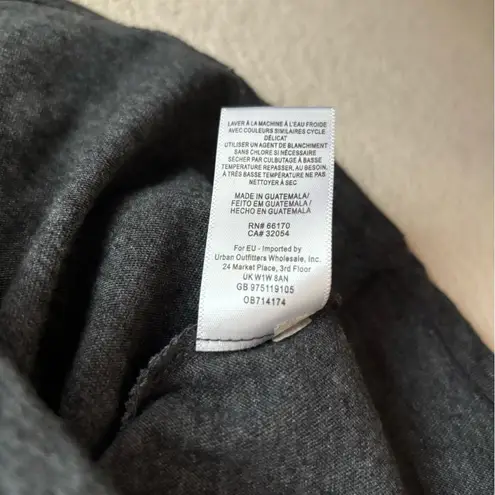 LAVER À LA MACHINE À L'EAU FROIDE
AVEC COULEURS SIMILAIRES CYCLE
DÉLICAT
UTILISER UN AGENT DE BLANCHIMENT
SANS CHLORE SI NÉCESSAIRE
SÉCHER PAR CULBUTAGE À BASSE
TEMPÉRATURE REPASSER, AU BESOIN,
À TRÈS BASSE TEMPÉRATURE NE PAS
NETTOYER À SEC
MADE IN GUATEMALA/
FEITO EM GUATEMALA/
HECHO EN GUATEMALA
RN# 66170
CA# 32054
For EU - Imported by
Urban Outfitters Wholesale, Inc.
24 Market Place, 3rd Floor
UK W1W 8AN
GB 975119105
OB714174